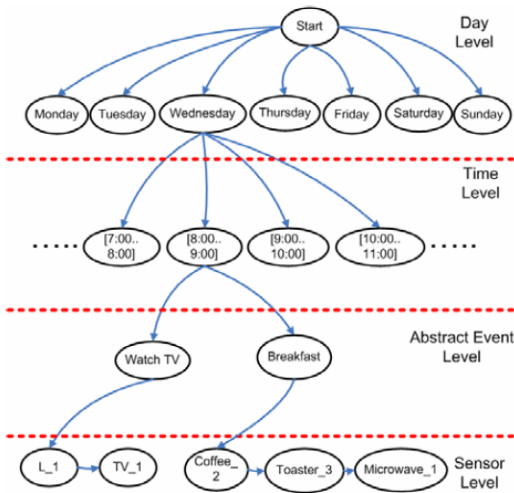 Start
Day
Level
Monday
Tuesday
Wednesday
Thursday
Friday
Saturday
Sunday
Time
Level
.....
[7:00..
8:00]
[8:00..
9:00]
[9:00..
10:00]
[10:00..
11:00]
.....
Watch TV
Breakfast
Abstract Event
Level
L_1
TV_1
Coffee_
2
Toaster_3
Microwave_1
Sensor
Level